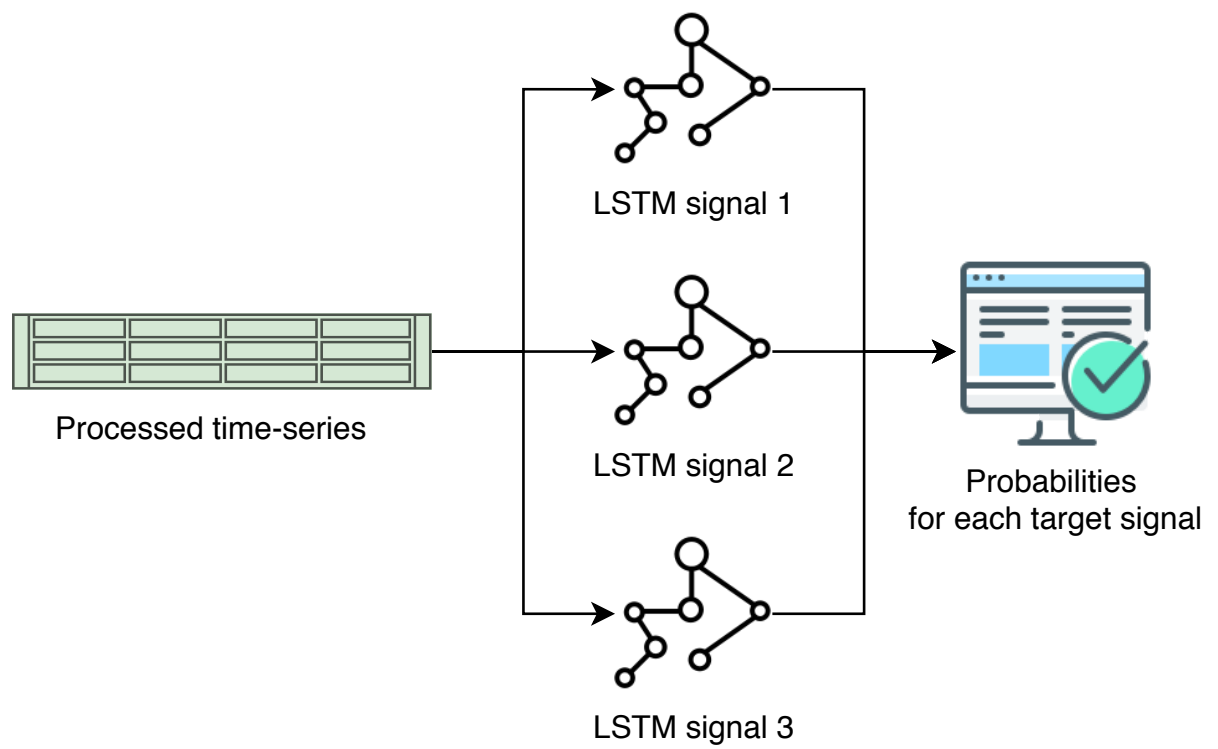 LSTM signal 1
Processed time-series
LSTM signal 2
Probabilities
for each target signal
LSTM signal 3